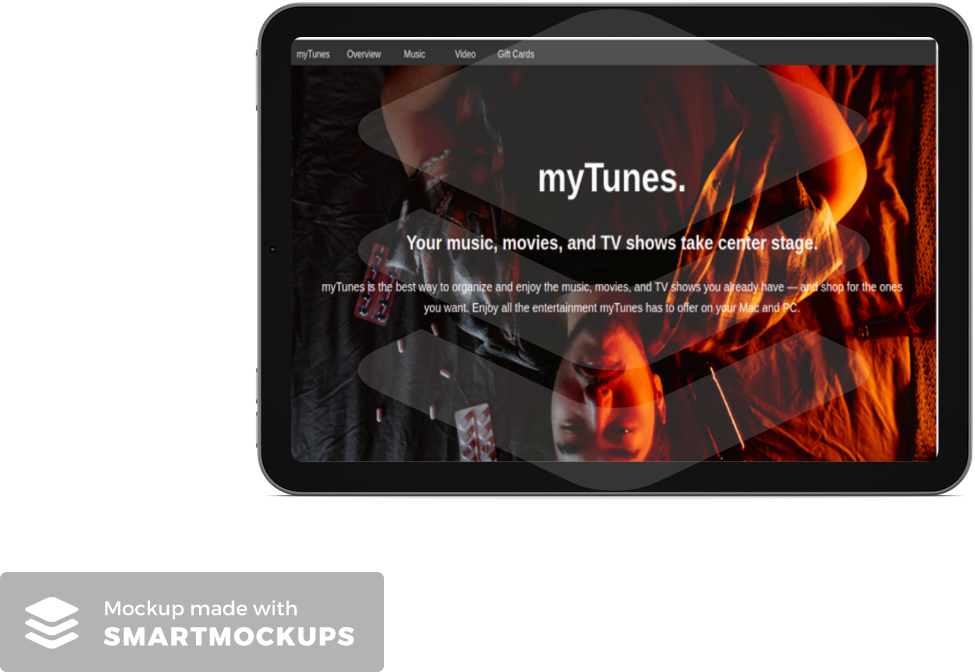 myTunes Overview Music Video Gift Cards
myTunes.
Your music, movies, and TV shows take center stage.
myTunes is the best way to organize and enjoy the music, movies, and TV shows you already have — and shop for the ones
you want. Enjoy all the entertainment myTunes has to offer on your Mac and PC.
Mockup made with
SMARTMOCKUPS